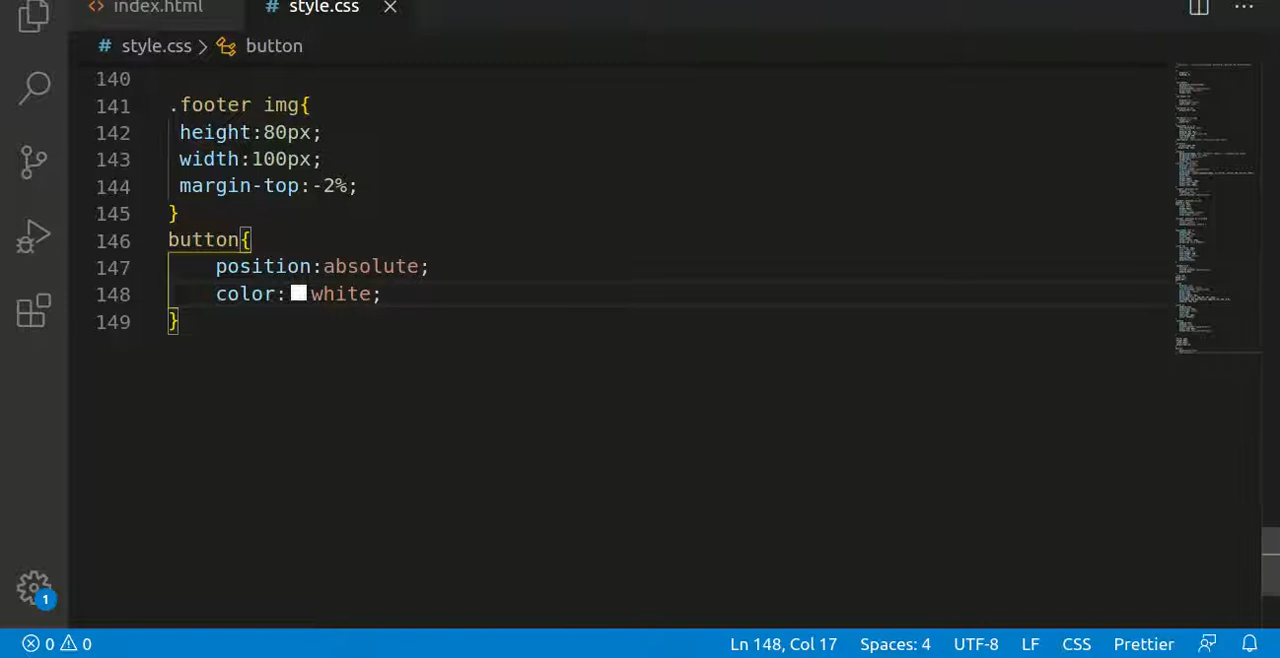 index.html
style.css
style.css > button
140
141 .footer img{
142 height:80px;
143 width:100px;
144 margin-top:-2%;
145 }
146 button{
147 position:absolute;
148 color: white;
149 }
1
0 0 Ln 148, Col 17 Spaces: 4 UTF-8 LF CSS Prettier